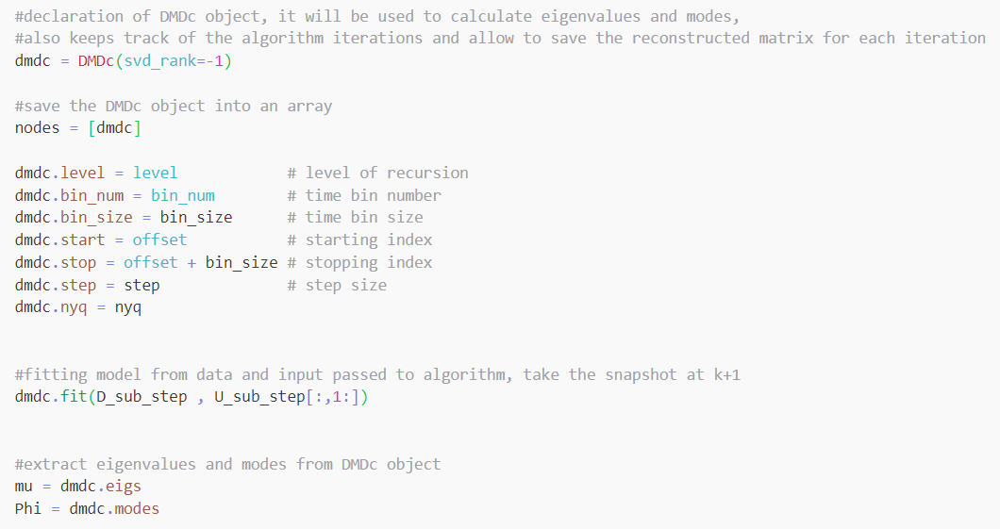 #declaration of DMDc object, it will be used to calculate eigenvalues and modes,
#also keeps track of the algorithm iterations and allow to save the reconstructed matrix for each iteration
dmdc = DMDc(svd_rank=-1)
#save the DMDc object into an array
nodes = [dmdc]
dmdc.level = level            # level of recursion
dmdc.bin_num = bin_num        # time bin number
dmdc.bin_size = bin_size      # time bin size
dmdc.start = offset           # starting index
dmdc.stop = offset + bin_size # stopping index
dmdc.step = step              # step size
dmdc.nyq = nyq
#fitting model from data and input passed to algorithm, take the snapshot at k+1
dmdc.fit(D_sub_step , U_sub_step[:,1:])
#extract eigenvalues and modes from DMDc object
mu = dmdc.eigs
Phi = dmdc.modes